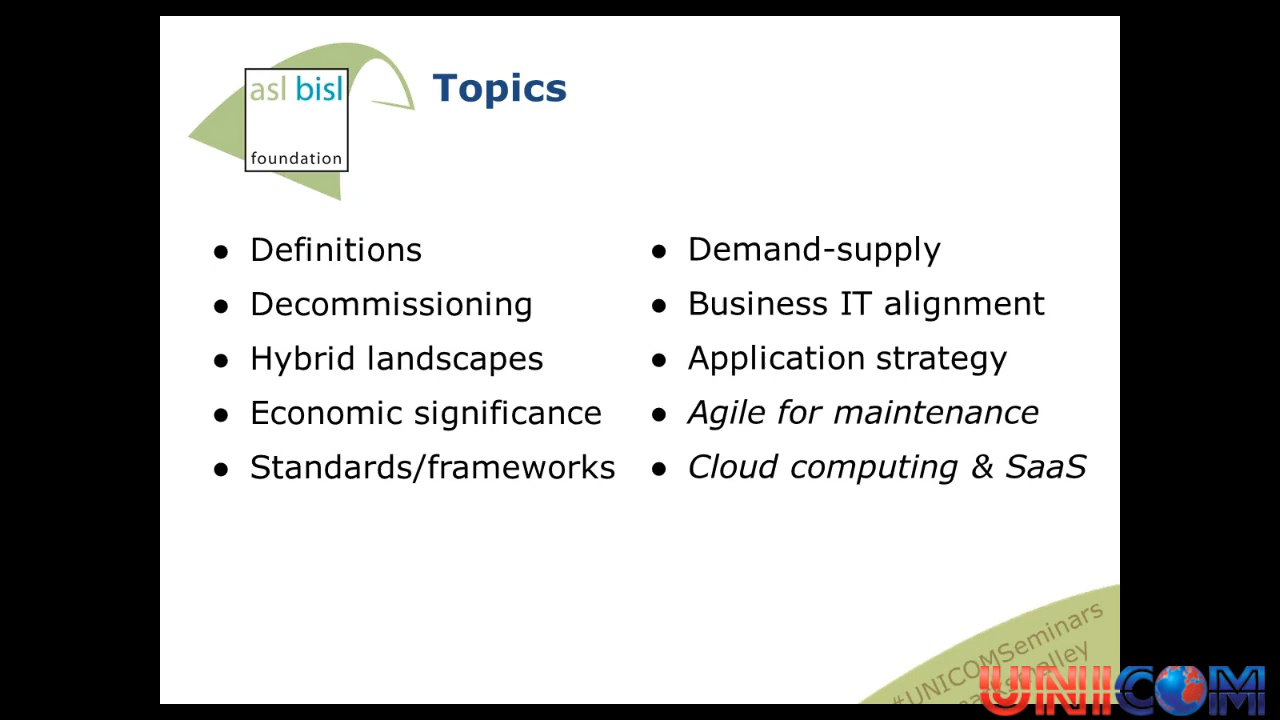 asl bisl
foundation
Topics
● Definitions
● Decommissioning
● Hybrid landscapes
● Economic significance
● Standards/frameworks
● Demand-supply
● Business IT alignment
● Application strategy
● Agile for maintenance
● Cloud computing & SaaS
#UNICOMSeminars
UNICOM